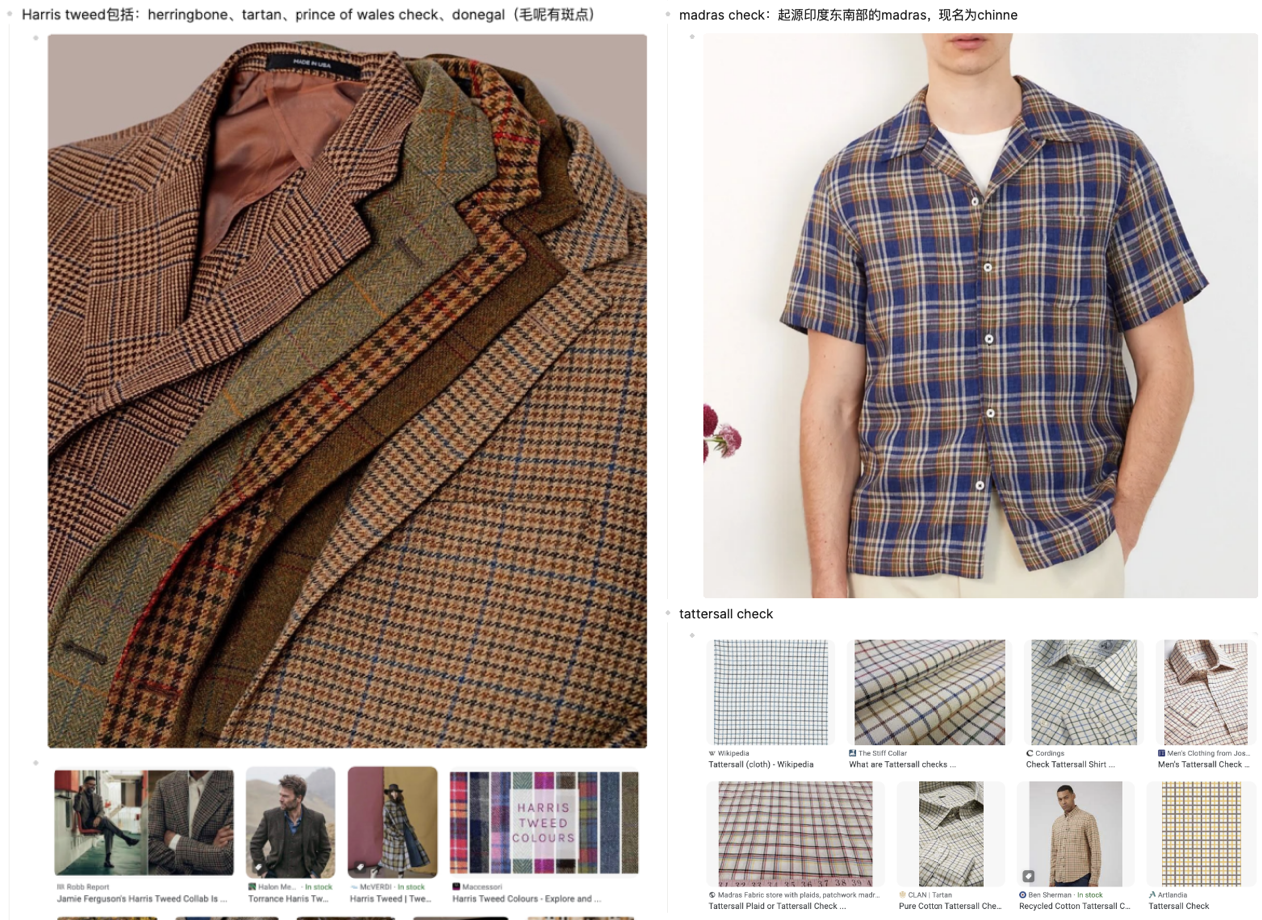 Harris tweed包括：herringbone、tartan、prince of wales check、donegal（毛呢有斑点）
MADE IN USA
HARRIS
TWEED
COLOURS
Robb Report
Jamie Ferguson's Harris Tweed Collab Is ...
Halon Me... · In stock
Torrance Harris Tw...
McVERDI · In stock
Harris Tweed | Twe...
Maccessori
Harris Tweed Colours - Explore and ...
madras check：起源印度东南部的madras，现名为chinne
tattersall check
Wikipedia
Tattersall (cloth) - Wikipedia
The Stiff Collar
What are Tattersall checks ...
Cordings
Check Tattersall Shirt ...
Men's Clothing from Jos...
Men's Tattersall Check ...
Madras Fabric store with plaids, patchwork madr...
Tattersall Plaid or Tattersall Check ...
CLAN | Tartan
Pure Cotton Tattersall Che...
Ben Sherman · In stock
Recycled Cotton Tattersall C...
Artlandia
Tattersall Check